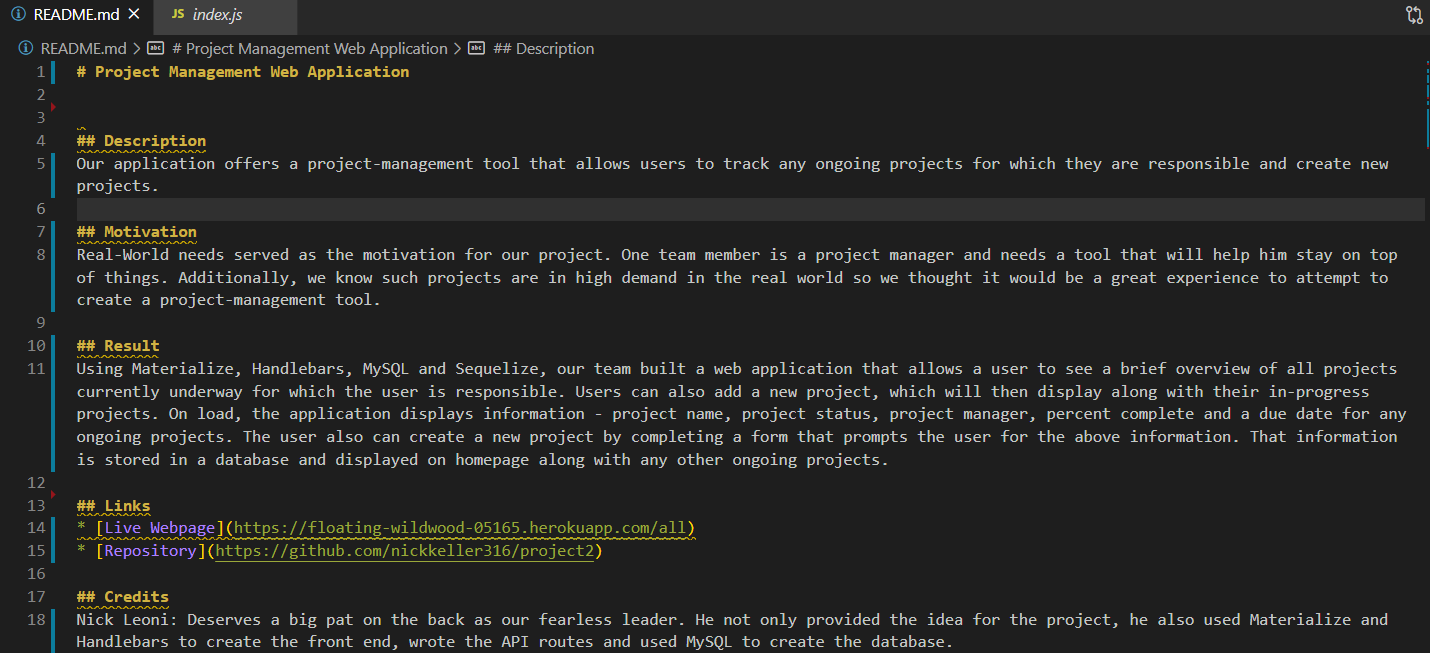 README.md
JS index.js
README.md > # Project Management Web Application > ## Description
1 # Project Management Web Application
2
3
4 ## Description
5 Our application offers a project-management tool that allows users to track any ongoing projects for which they are responsible and create new
projects.
6
7 ## Motivation
8 Real-World needs served as the motivation for our project. One team member is a project manager and needs a tool that will help him stay on top
of things. Additionally, we know such projects are in high demand in the real world so we thought it would be a great experience to attempt to
create a project-management tool.
9
10 ## Result
11 Using Materialize, Handlebars, MySQL and Sequelize, our team built a web application that allows a user to see a brief overview of all projects
currently underway for which the user is responsible. Users can also add a new project, which will then display along with their in-progress
projects. On load, the application displays information - project name, project status, project manager, percent complete and a due date for any
ongoing projects. The user also can create a new project by completing a form that prompts the user for the above information. That information
is stored in a database and displayed on homepage along with any other ongoing projects.
12
13 ## Links
14 * [Live Webpage](https://floating-wildwood-05165.herokuapp.com/all)
15 * [Repository](https://github.com/nickkeller316/project2)
16
17 ## Credits
18 Nick Leoni: Deserves a big pat on the back as our fearless leader. He not only provided the idea for the project, he also used Materialize and
Handlebars to create the front end, wrote the API routes and used MySQL to create the database.